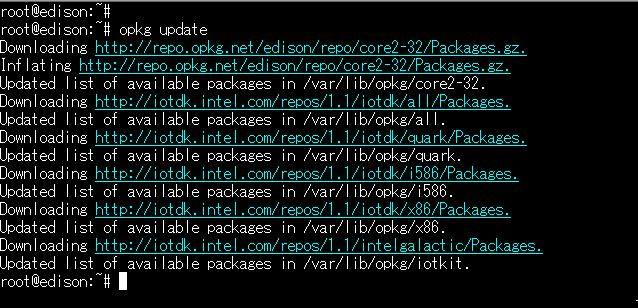 root@edison:~#
root@edison:~# opkg update
Downloading http://repo.opkg.net/edison/repo/core2-32/Packages.gz.
Inflating http://repo.opkg.net/edison/repo/core2-32/Packages.gz.
Updated list of available packages in /var/lib/opkg/core2-32.
Downloading http://iotdk.intel.com/repos/1.1/iotdk/all/Packages.
Updated list of available packages in /var/lib/opkg/all.
Downloading http://iotdk.intel.com/repos/1.1/iotdk/quark/Packages.
Updated list of available packages in /var/lib/opkg/quark.
Downloading http://iotdk.intel.com/repos/1.1/iotdk/i586/Packages.
Updated list of available packages in /var/lib/opkg/i586.
Downloading http://iotdk.intel.com/repos/1.1/iotdk/x86/Packages.
Updated list of available packages in /var/lib/opkg/x86.
Downloading http://iotdk.intel.com/repos/1.1/intelgalactic/Packages.
Updated list of available packages in /var/lib/opkg/iotkit.
root@edison:~#